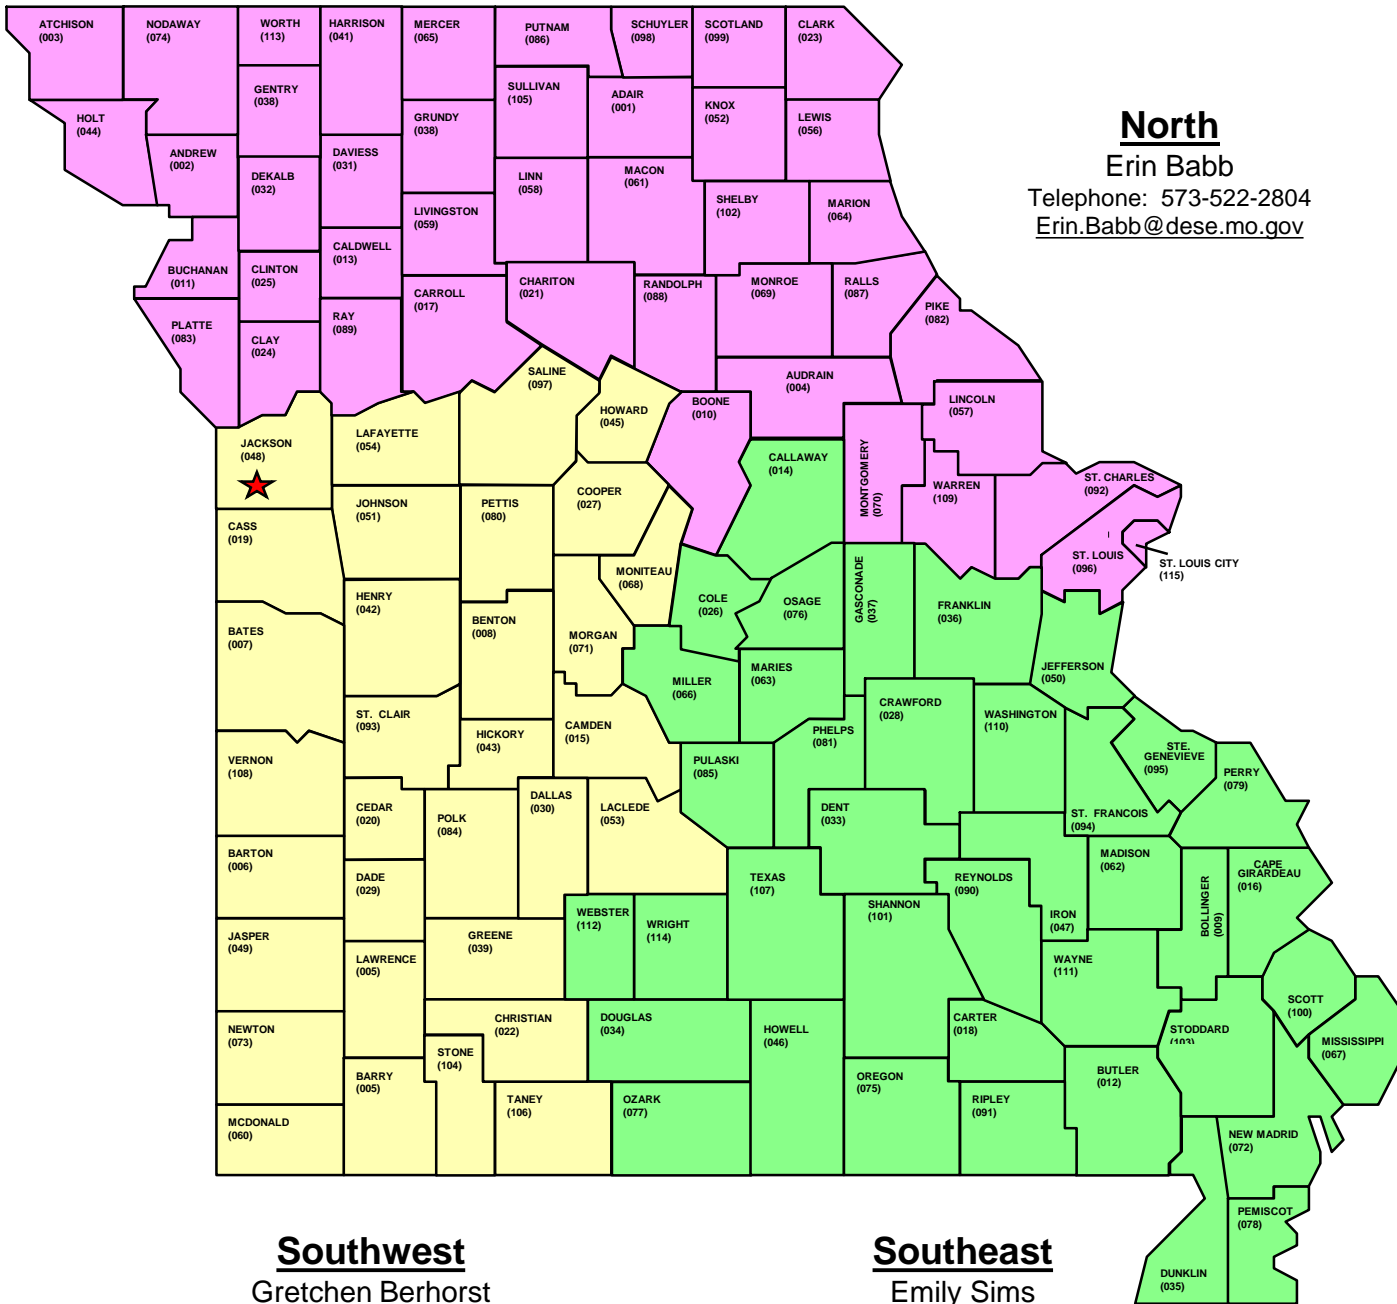 ATCHISON
(003)
NODAWAY
(074)
WORTH
(113)
HARRISON
(041)
MERCER
(065)
PUTNAM
(086)
SCHUYLER
(098)
SCOTLAND
(099)
CLARK
(023)
HOLT
(044)
GENTRY
(038)
GRUNDY
(038)
SULLIVAN
(105)
ADAIR
(001)
KNOX
(052)
LEWIS
(056)
ANDREW
(002)
DEKALB
(032)
DAVIESS
(031)
LINN
(058)
MACON
(061)
SHELBY
(102)
MARION
(064)
LIVINGSTON
(059)
BUCHANAN
(011)
CLINTON
(025)
CALDWELL
(013)
CARROLL
(017)
CHARITON
(021)
RANDOLPH
(088)
MONROE
(069)
RALLS
(087)
PIKE
(082)
PLATTE
(083)
CLAY
(024)
RAY
(089)
SALINE
(097)
AUDRAIN
(004)
HOWARD
(045)
BOONE
(010)
LINCOLN
(057)
North
Erin Babb
Telephone: 573-522-2804
Erin.Babb@dese.mo.gov
JACKSON
(048)
LAFAYETTE
(054)
CALLAWAY
(014)
MONTGOMERY
(070)
WARREN
(109)
ST. CHARLES
(092)
ST. LOUIS
(096)
ST. LOUIS CITY
(115)
CASS
(019)
JOHNSON
(051)
PETTIS
(080)
COOPER
(027)
MONITEAU
(068)
COLE
(026)
OSAGE
(076)
GASCONADE
(037)
FRANKLIN
(036)
JEFFERSON
(050)
BATES
(007)
HENRY
(042)
BENTON
(008)
MORGAN
(071)
MILLER
(066)
MARIES
(063)
ST. CLAIR
(093)
HICKORY
(043)
CAMDEN
(015)
PHELPS
(081)
CRAWFORD
(028)
WASHINGTON
(110)
STE.
GENEVIEVE
(095)
PERRY
(079)
VERNON
(108)
CEDAR
(020)
POLK
(084)
DALLAS
(030)
LACLEDE
(053)
PULASKI
(085)
DENT
(033)
ST. FRANCOIS
(094)
BARTON
(006)
DADE
(029)
TEXAS
(107)
REYNOLDS
(090)
IRON
(047)
MADISON
(062)
BOLLINGER
(009)
CAPE
GIRARDEAU
(016)
JASPER
(049)
LAWRENCE
(005)
GREENE
(039)
WEBSTER
(112)
WRIGHT
(114)
SHANNON
(101)
WAYNE
(111)
NEWTON
(073)
CHRISTIAN
(022)
DOUGLAS
(034)
HOWELL
(046)
CARTER
(018)
STODDARD
(103)
SCOTT
(100)
MISSISSIPPI
(067)
STONE
(104)
BARRY
(005)
TANEY
(106)
OZARK
(077)
OREGON
(075)
RIPLEY
(091)
BUTLER
(012)
MCDONALD
(060)
NEW MADRID
(072)
PEMISCOT
(078)
DUNKLIN
(035)
Southwest
Gretchen Berhorst
Southeast
Emily Sims